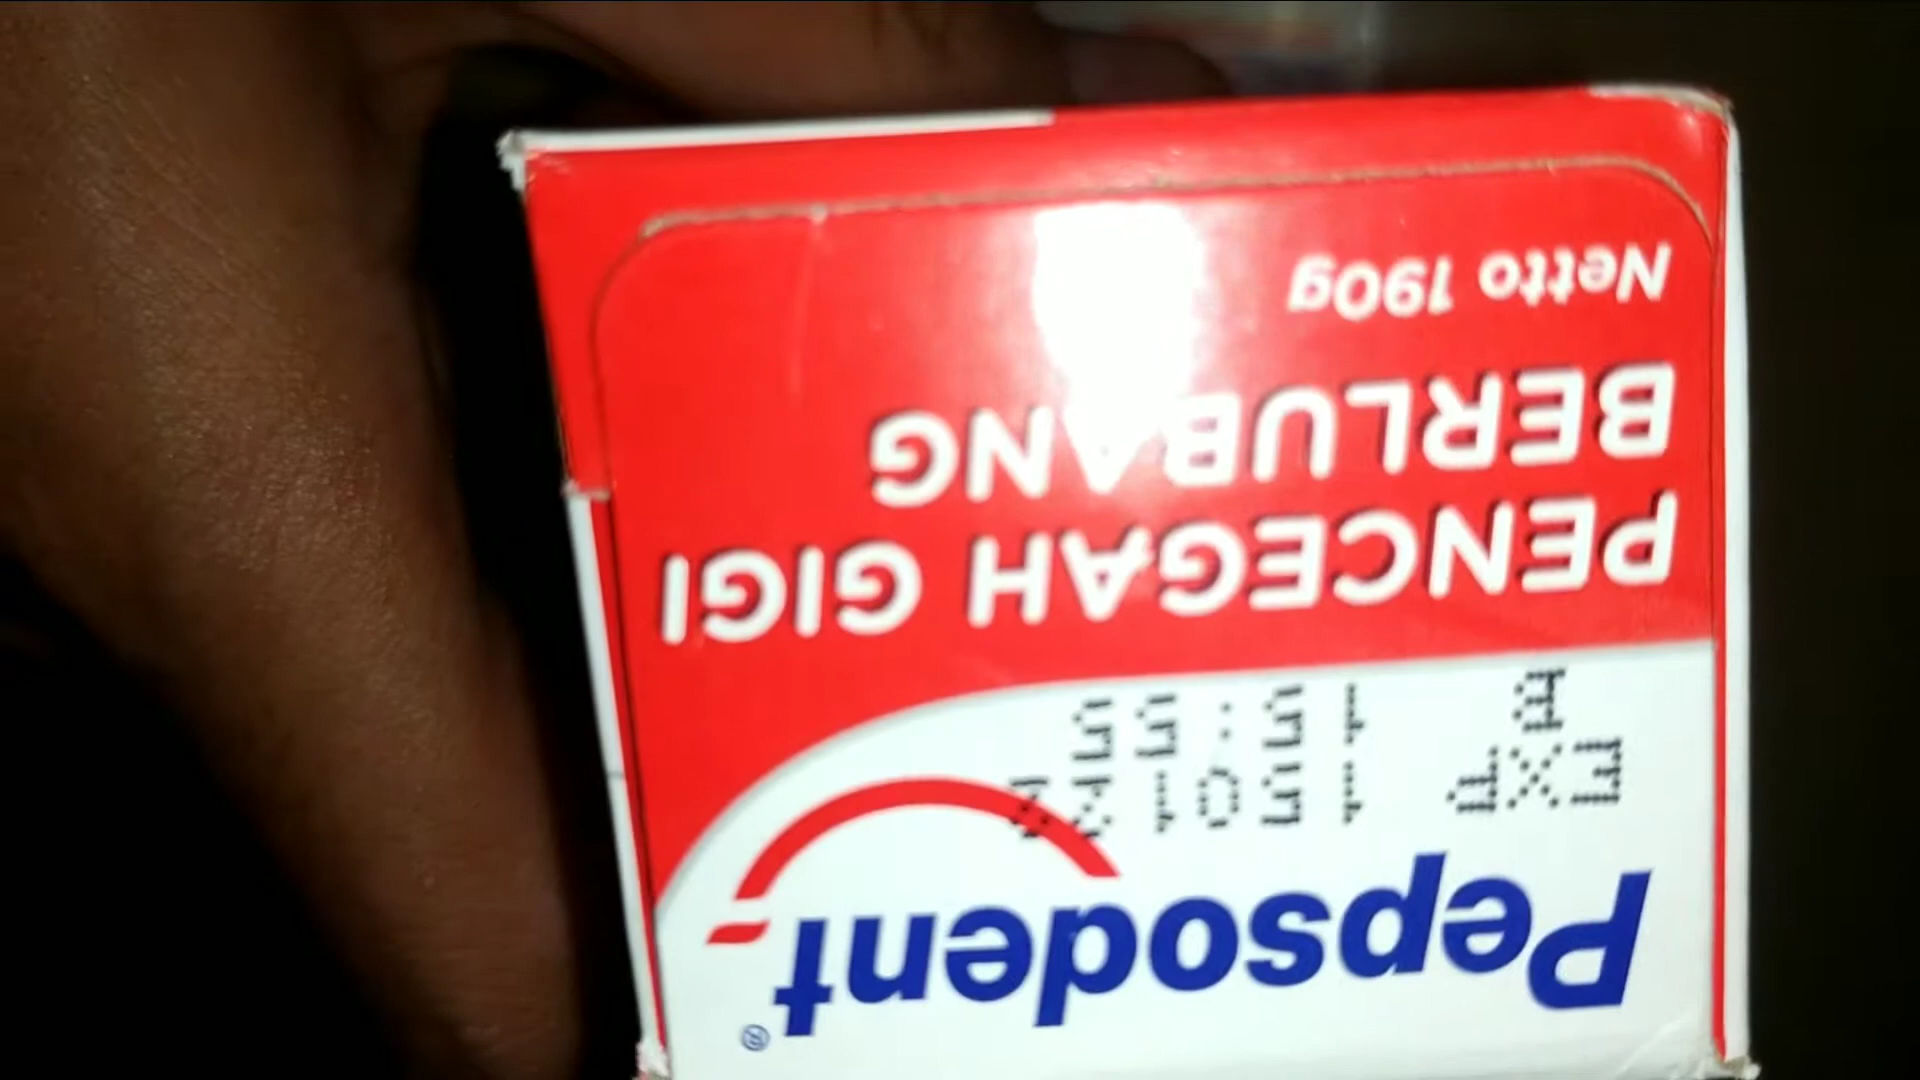 Pepsodent®
EXP
PENCEGAH GIGI
BERLUBANG
Netto 190g